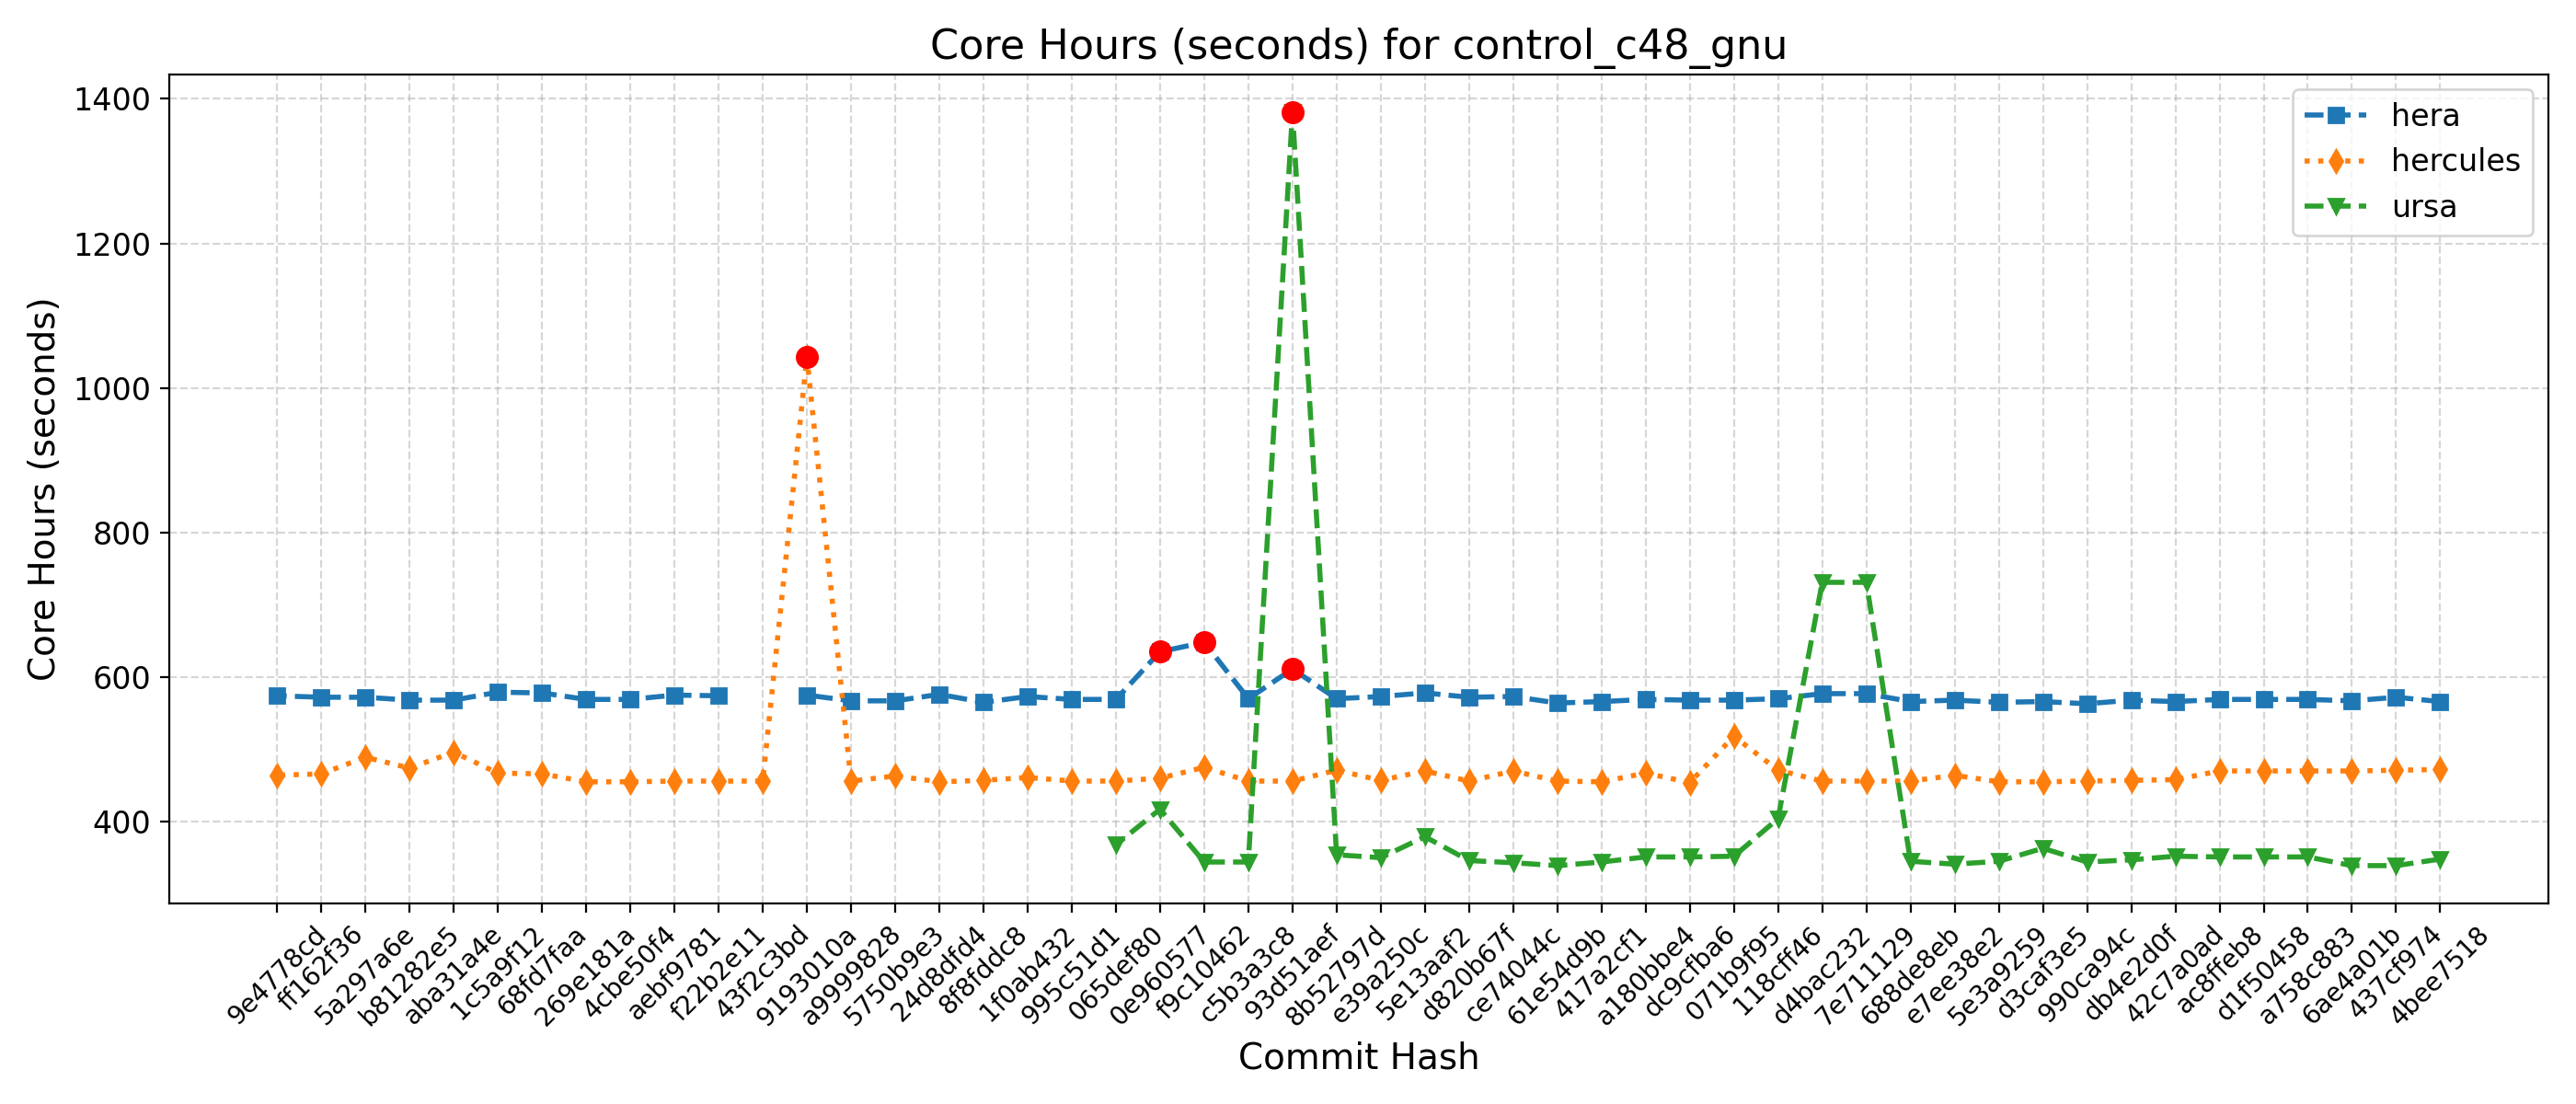 Core Hours (seconds) for control_c48_gnu
Core Hours (seconds)
1400
1200
1000
800
600
400
hera
hercules
ursa
9e4778cd
ff162f36
5a297a6e
b81282e5
aba31a4e
1c5a9f12
68fd7faa
269e181a
4cbe50f4
aebf9781
f22b2e11
43f2c3bd
9193010a
a9999828
5750b9e3
24d8dfd4
8f8fddc8
1f0ab432
995c51d1
065def80
0e960577
f9c10462
c5b3a3c8
93d51aef
8b52797d
e39a250c
5e13aaf2
d820b67f
ce74044c
61e54d9b
417a2cf1
a180bbe4
dc9cfba6
071b9f95
118cff46
d4bac232
7e711129
688de8eb
e7ee38e2
5e3a9259
d3caf3e5
990ca94c
db4e2d0f
42c7a0ad
ac8ffeb8
d1f50458
a758c883
6ae4a01b
437cf974
4bee7518
Commit Hash